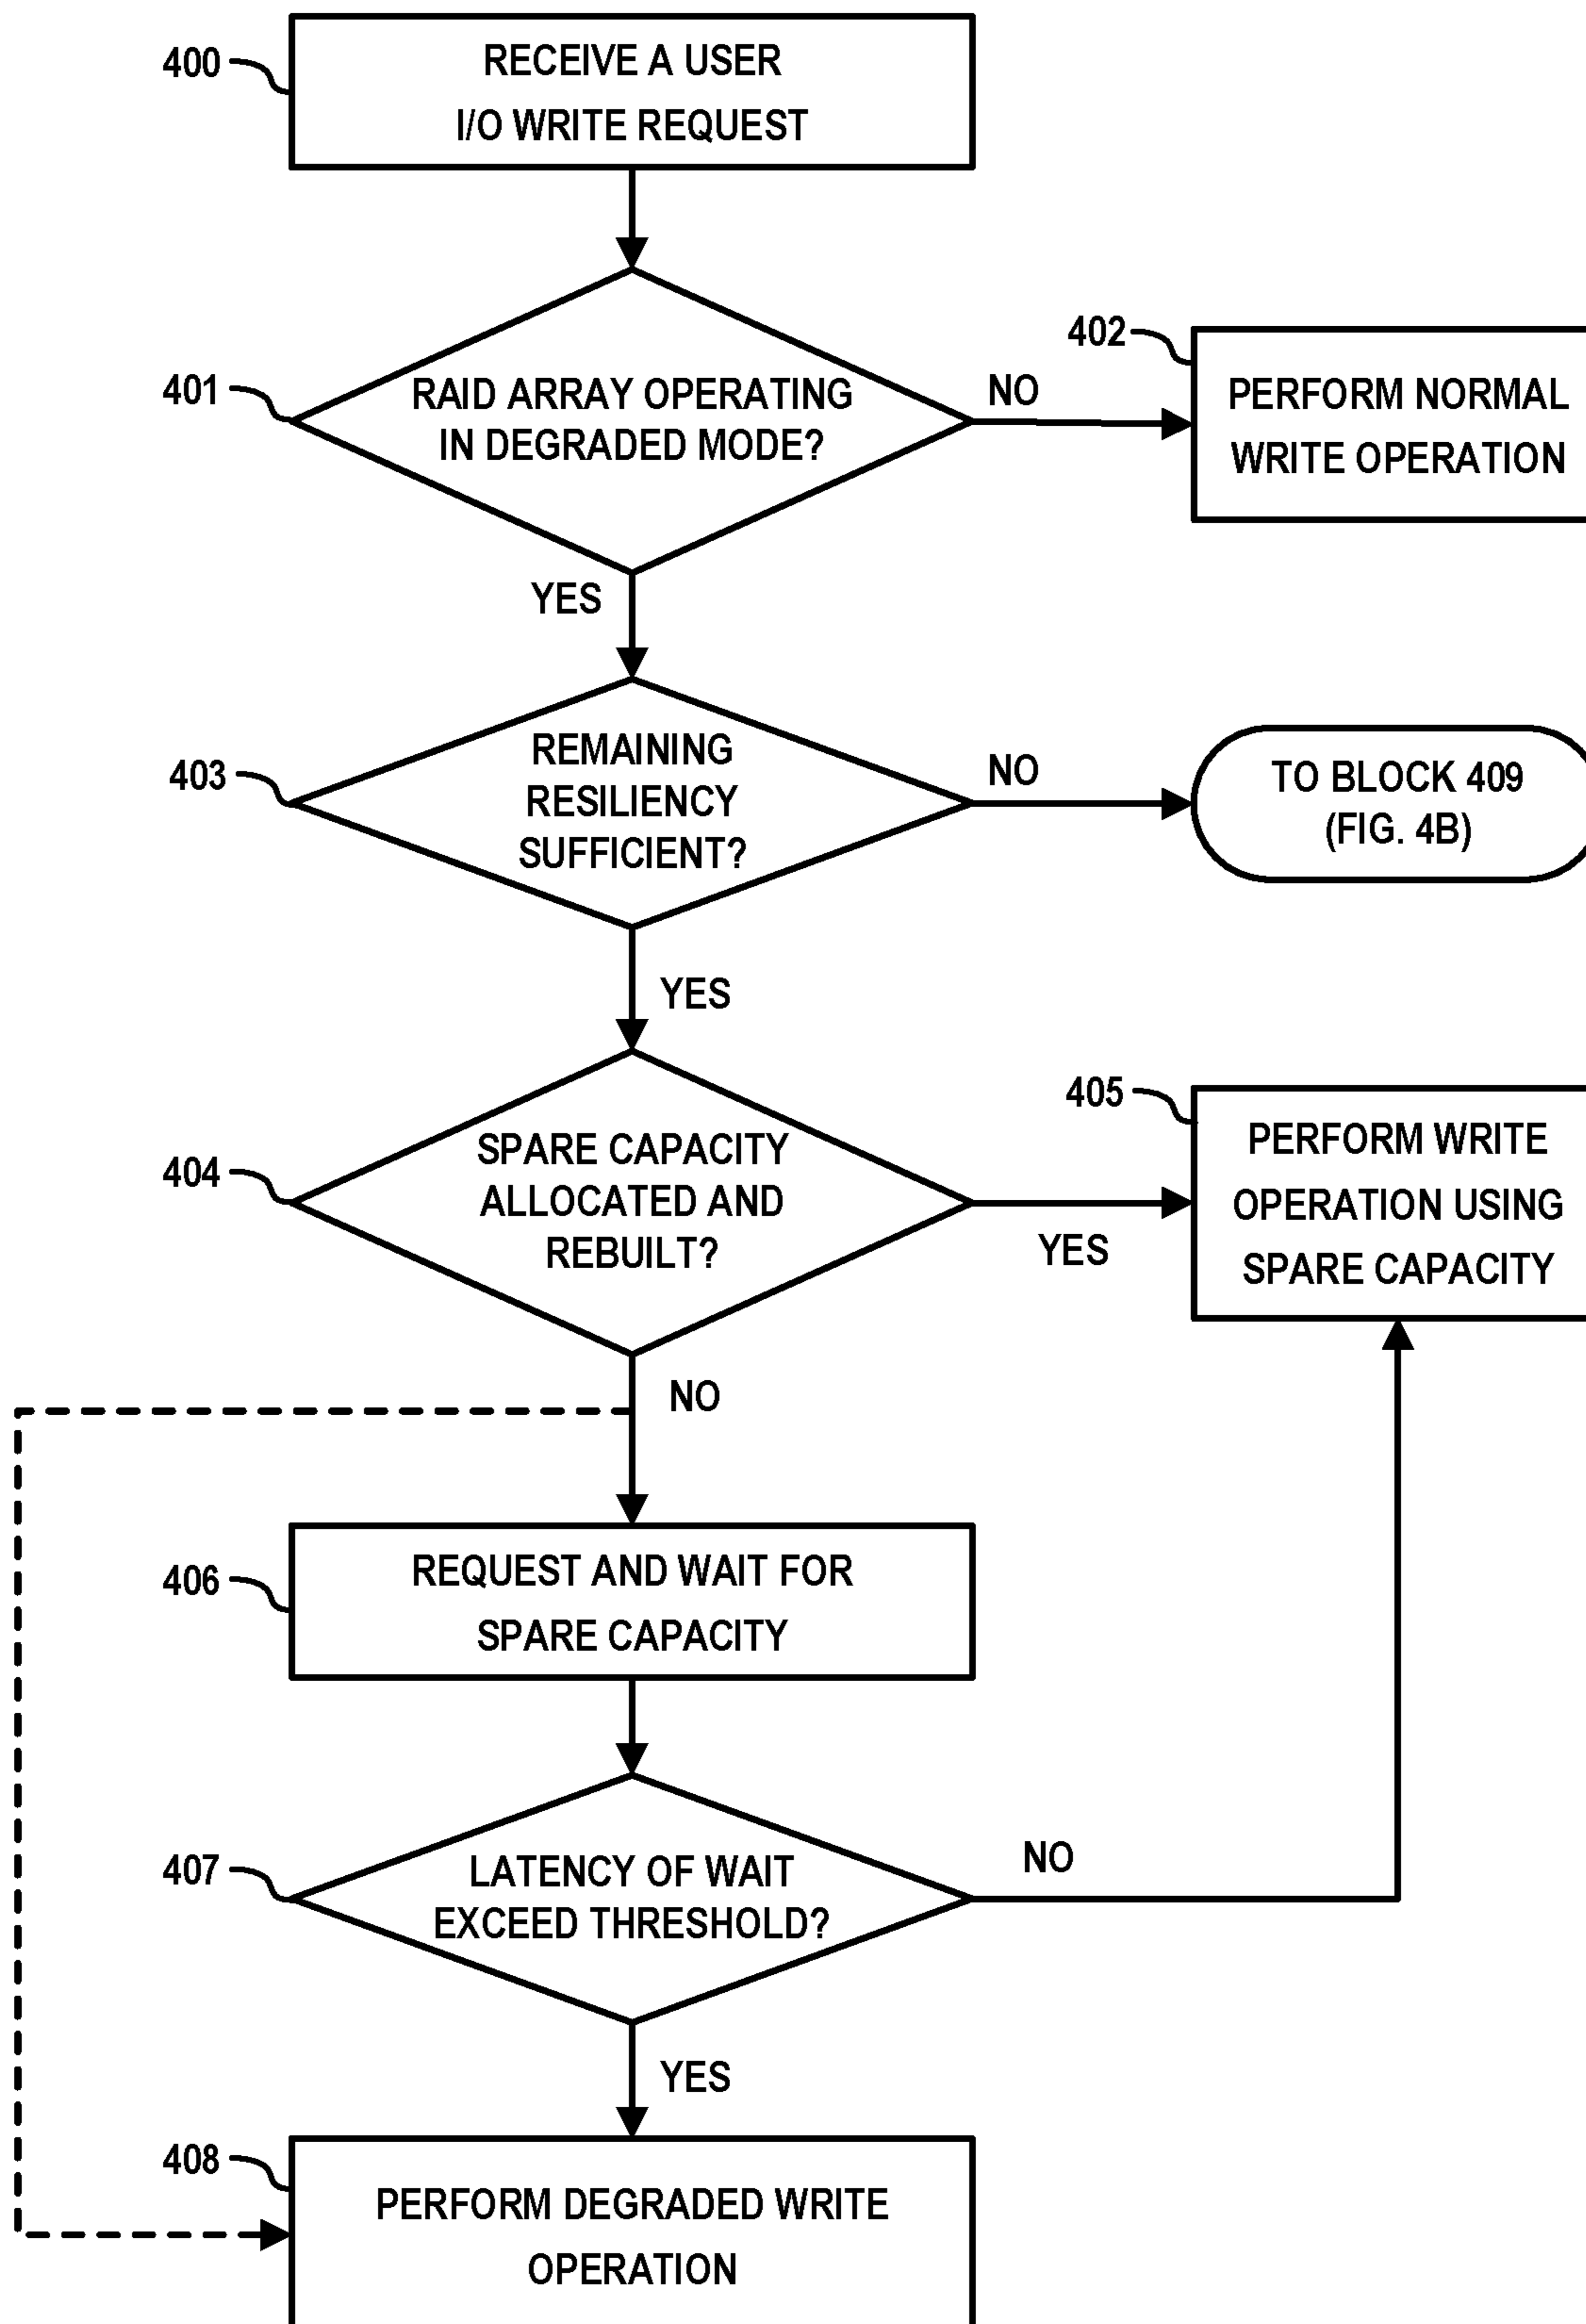 400
RECEIVE A USER
I/O WRITE REQUEST
401
RAID ARRAY OPERATING
IN DEGRADED MODE?
NO
402
PERFORM NORMAL
WRITE OPERATION
YES
403
REMAINING
RESILIENCY
SUFFICIENT?
NO
TO BLOCK 409
(FIG. 4B)
YES
404
SPARE CAPACITY
ALLOCATED AND
REBUILT?
YES
405
PERFORM WRITE
OPERATION USING
SPARE CAPACITY
NO
406
REQUEST AND WAIT FOR
SPARE CAPACITY
407
LATENCY OF WAIT
EXCEED THRESHOLD?
NO
YES
408
PERFORM DEGRADED WRITE
OPERATION